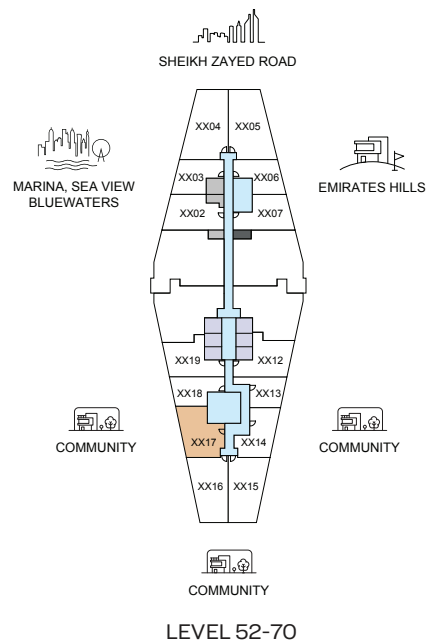 SHEIKH ZAYED ROAD
XX04
XX05
MARINA, SEA VIEW
BLUEWATERS
XX03
XX06
EMIRATES HILLS
XX02
XX07
XX19
XX12
XX18
XX13
COMMUNITY
XX17
XX14
COMMUNITY
XX16
XX15
COMMUNITY
LEVEL 52-70